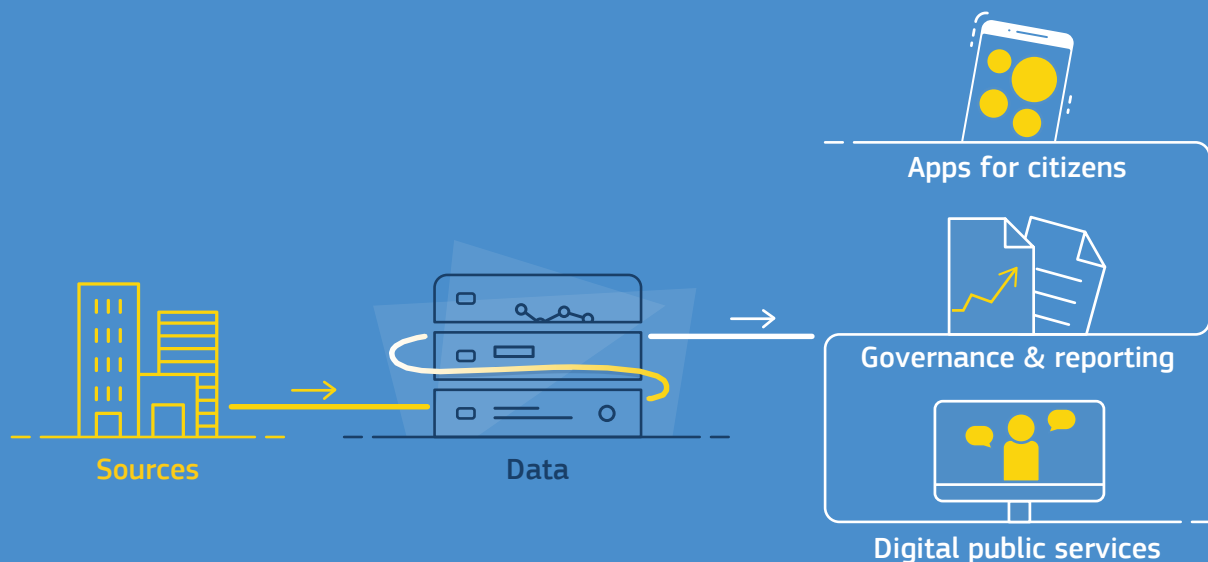 Apps for citizens
Governance & reporting
Sources
Data
Digital public services